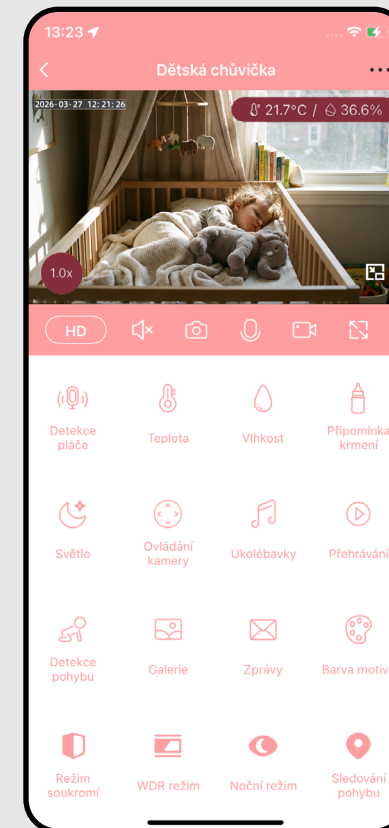 13:23
Dětská chůvička
2026-03-27 12:21:26
21.7°C / 36.6%
1.0x
HD
Detekce
pláče
Teplota
Vlhkost
Připomínka
krmení
Světlo
Ovládání
kamery
Ukolébavky
Přehrávání
Detekce
pohybu
Galerie
Zprávy
Barva motiv
Režim
soukromí
WDR režim
Noční režim
Sledování
pohybu